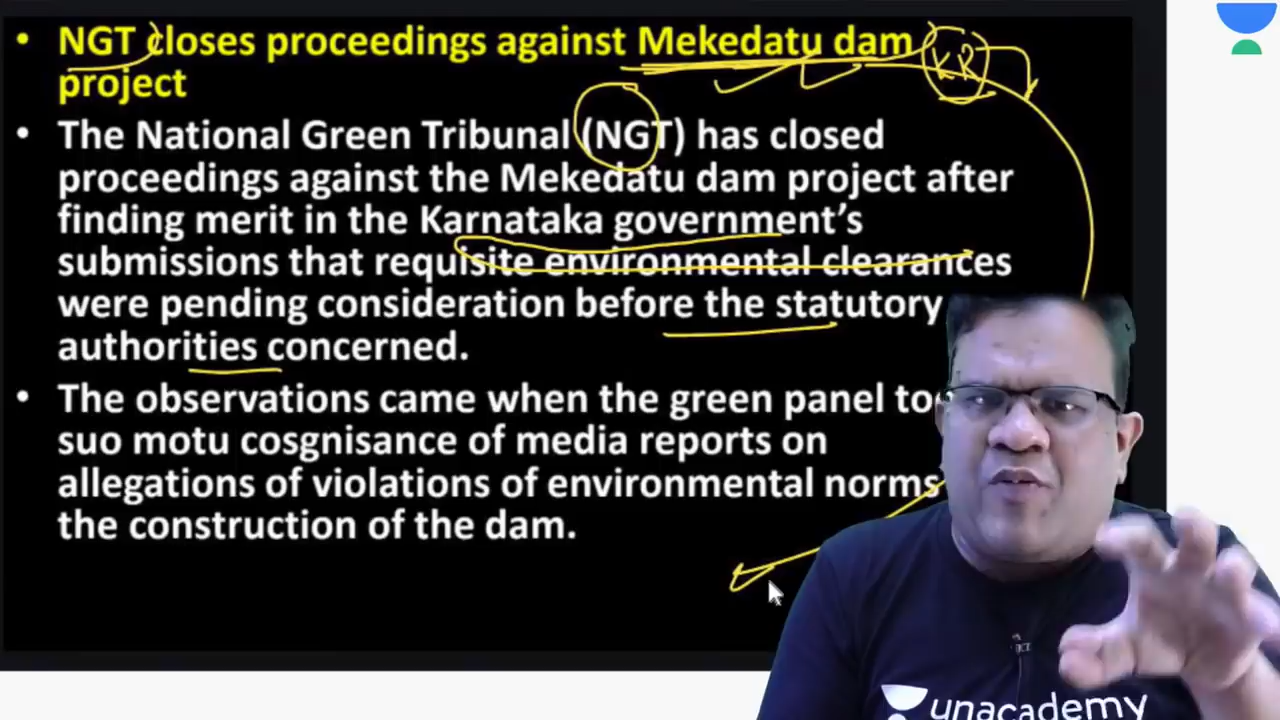 NGT closes proceedings against Mekedatu dam
project
KR
The National Green Tribunal (NGT) has closed
proceedings against the Mekedatu dam project after
finding merit in the Karnataka government's
submissions that requisite environmental clearances
were pending consideration before the statutory
authorities concerned.
The observations came when the green panel
suo motu cosgnisance of media reports on
allegations of violations of environmental norms
the construction of the dam.
unacademy